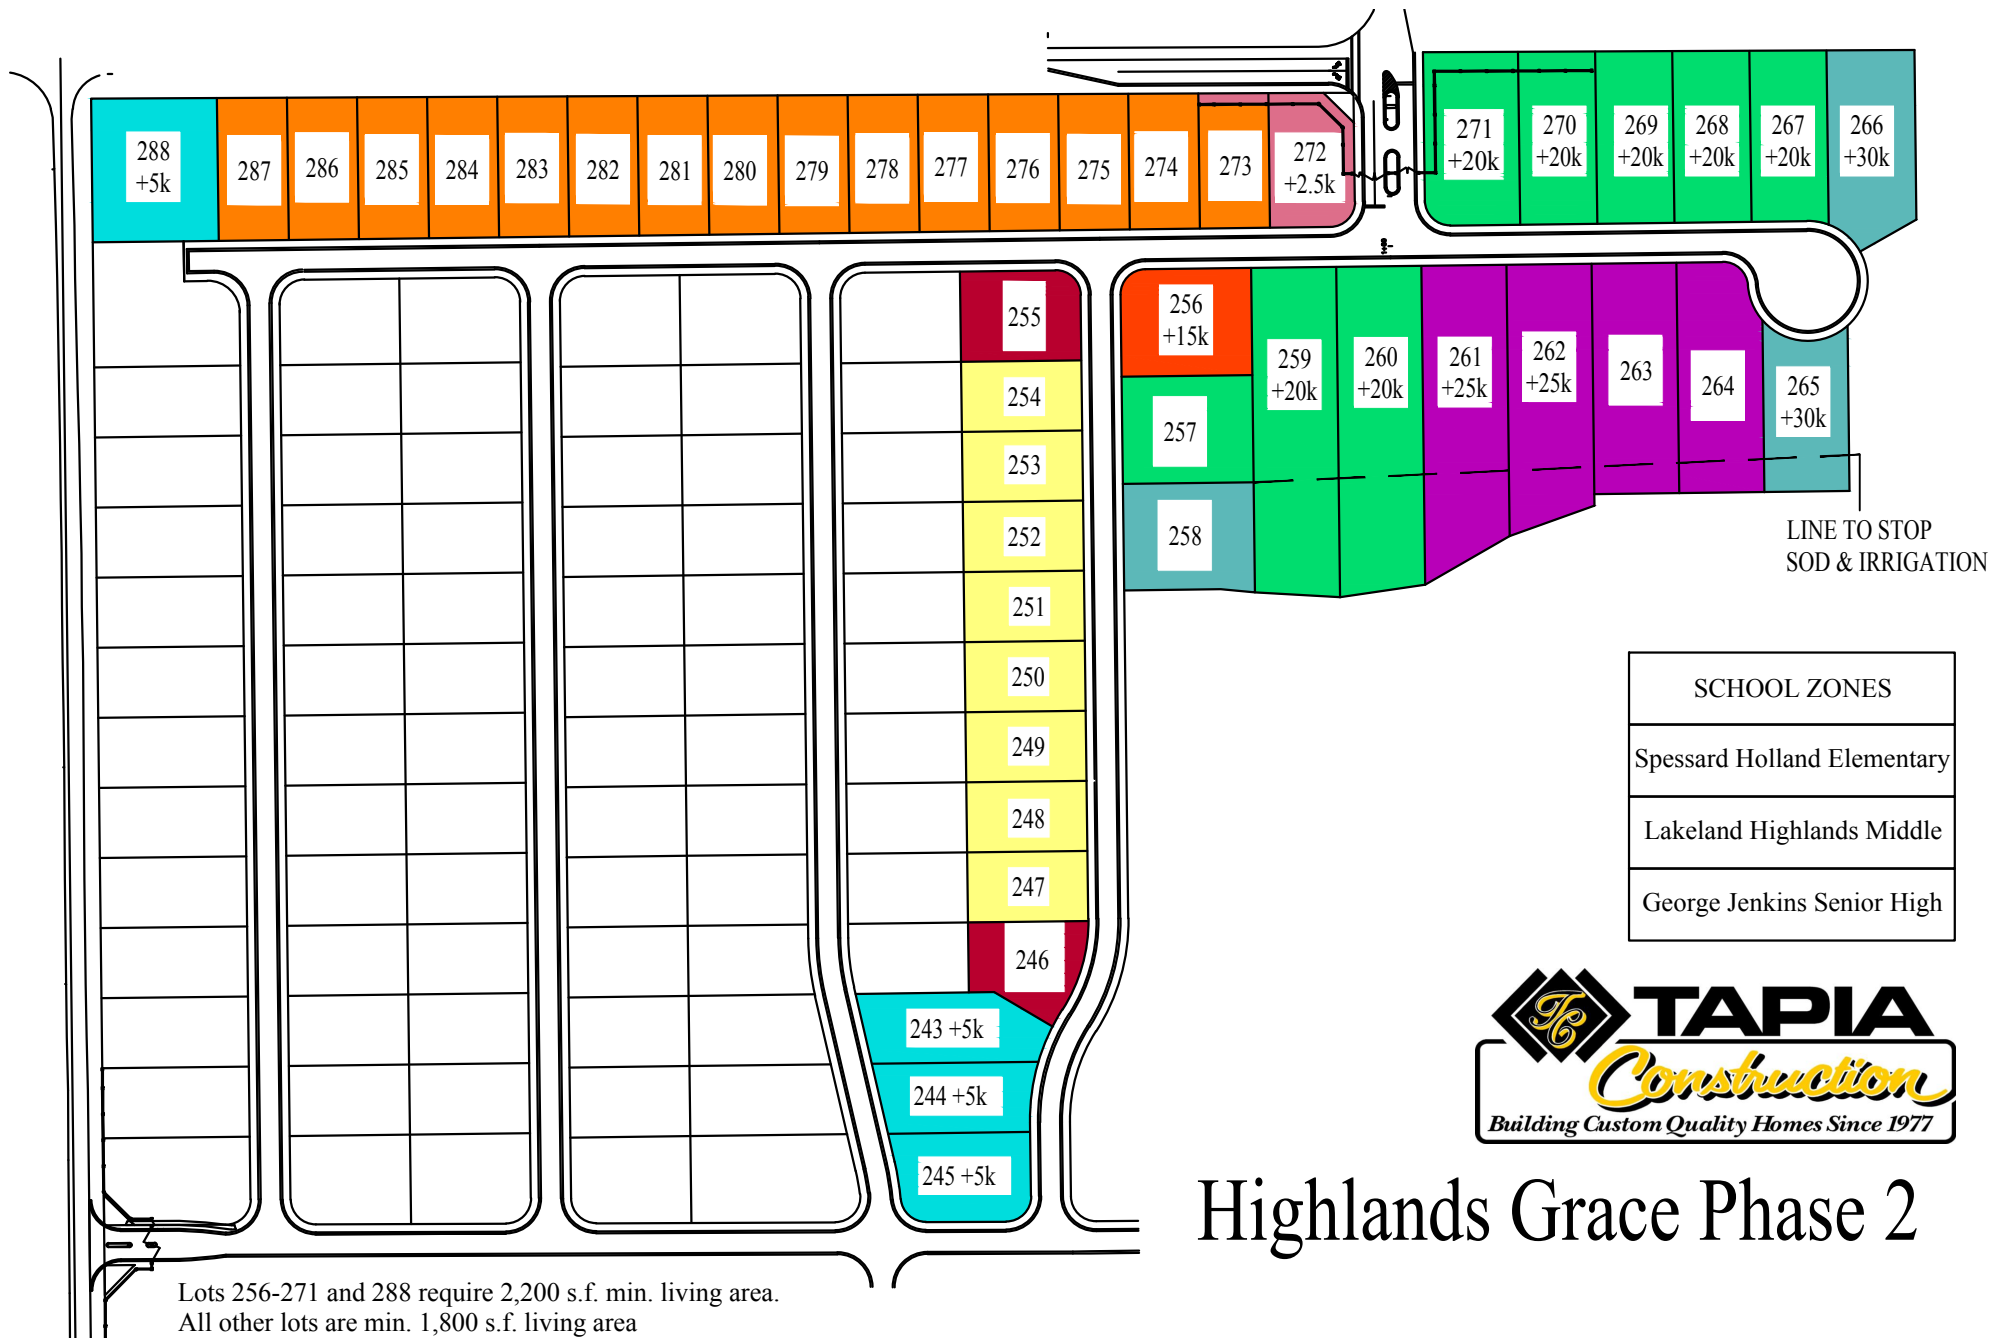 288
+5k
287
286
285
284
283
282
281
280
279
278
277
276
275
274
273
272
+2.5k
271
+20k
270
+20k
269
+20k
268
+20k
267
+20k
266
+30k
255
254
253
252
251
250
249
248
247
246
243 +5k
244 +5k
245 +5k
256
+15k
257
258
259
+20k
260
+20k
261
+25k
262
+25k
263
264
265
+30k
LINE TO STOP
SOD & IRRIGATION
SCHOOL ZONES
Spessard Holland Elementary
Lakeland Highlands Middle
George Jenkins Senior High
TC
TAPIA
Construction
Building Custom Quality Homes Since 1977
Highlands Grace Phase 2
Lots 256-271 and 288 require 2,200 s.f. min. living area.
All other lots are min. 1,800 s.f. living area